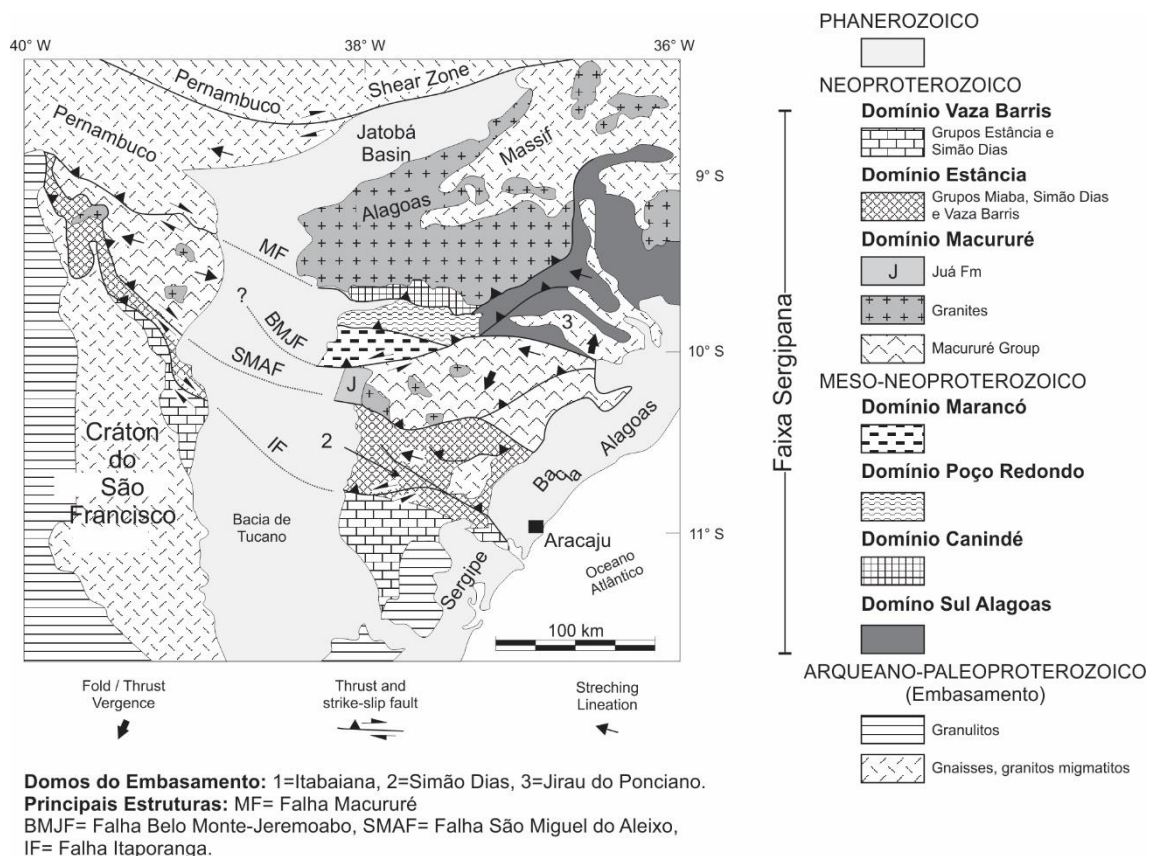 40° W
38° W
36° W
Pernambuco
Shear Zone
Pernambuco
Jatobá
Basin
Massif
Alagoas
9° S
MF
?
BMJF
3
SMAF
10° S
J
Cráton
do
São
Francisco
IF
2
Bacia
Alagoas
Bacia de
Tucano
11° S
Aracaju
Sergipe
Oceano
Atlântico
100 km
Fold / Thrust
Vergence
Thrust and
strike-slip fault
Streching
Lineation
Domos do Embasamento: 1=Itabaiana, 2=Simão Dias, 3=Jirau do Ponciano.
Principais Estruturas: MF= Falha Macururé
BMJF= Falha Belo Monte-Jeremoabo, SMAF= Falha São Miguel do Aleixo,
IF= Falha Itaporanga.
PHANEROZOICO
NEOPROTEROZOICO
Faixa Sergipana
Domínio Vaza Barris
Grupos Estância e
Simão Dias
Domínio Estância
Grupos Miaba, Simão Dias
e Vaza Barris
Domínio Macururé
J
Juá Fm
Granites
Macururé Group
MESO-NEOPROTEROZOICO
Domínio Marancó
Domínio Poço Redondo
Domínio Canindé
Domíno Sul Alagoas
ARQUEANO-PALEOPROTEROZOICO
(Embasamento)
Granulitos
Gnaisses, granitos migmatitos